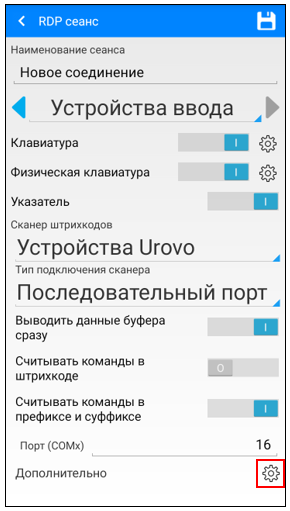 RDP сеанс
Наименование сеанса
Новое соединение
Устройства ввода
Клавиатура
Физическая клавиатура
Указатель
Сканер штрихкодов
Устройства Urovo
Тип подключения сканера
Последовательный порт
Выводить данные буфера
сразу
Считывать команды в
штрихкоде
Считывать команды в
префиксе и суффиксе
Порт (COMx) 16
Дополнительно